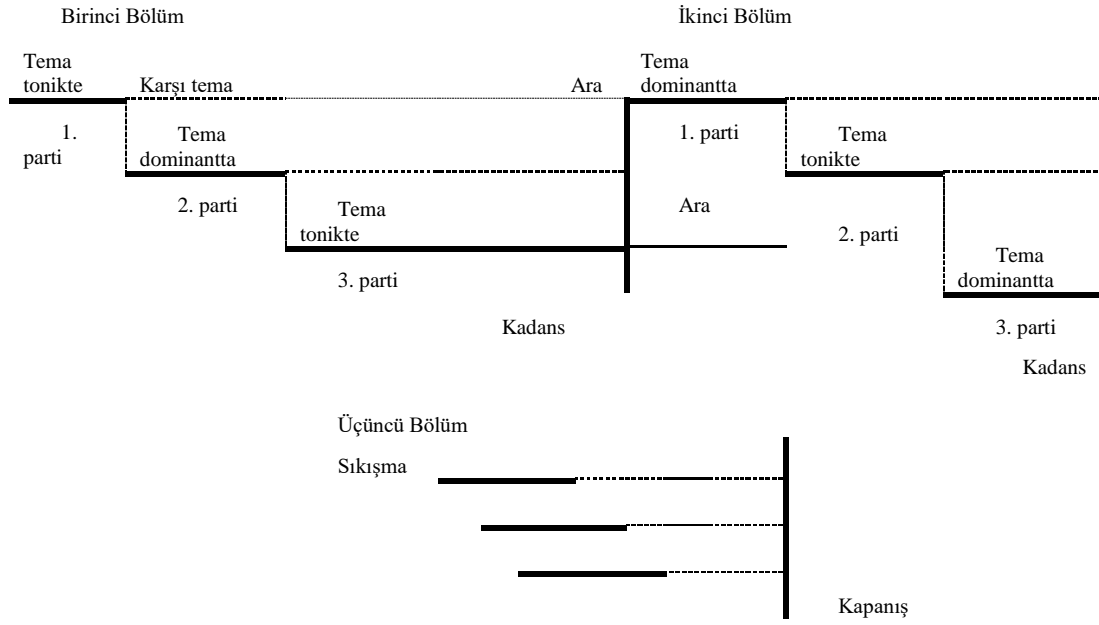 Birinci Bölüm
İkinci Bölüm
Tema
tonikte
Karşı tema
Ara
Tema
dominantta
1.
parti
Tema
dominantta
1. parti
Tema
tonikte
2. parti
Tema
tonikte
Ara
2. parti
Tema
dominantta
3. parti
Kadans
3. parti
Kadans
Üçüncü Bölüm
Sıkışma
Kapanış